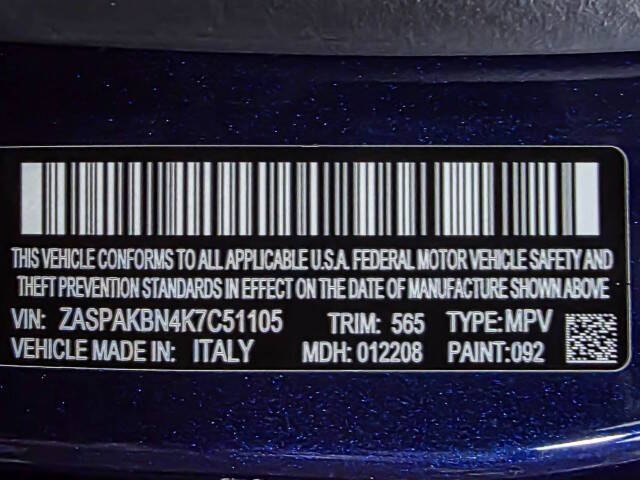 THIS VEHICLE CONFORMS TO ALL APPLICABLE U.S.A. FEDERAL MOTOR VEHICLE SAFETY AND
THEFT PREVENTION STANDARDS IN EFFECT ON THE DATE OF MANUFACTURE SHOWN ABOVE
VIN: ZASPAKBN4K7C51105 TRIM: 565 TYPE: MPV
VEHICLE MADE IN: ITALY MDH: 012208 PAINT: 092